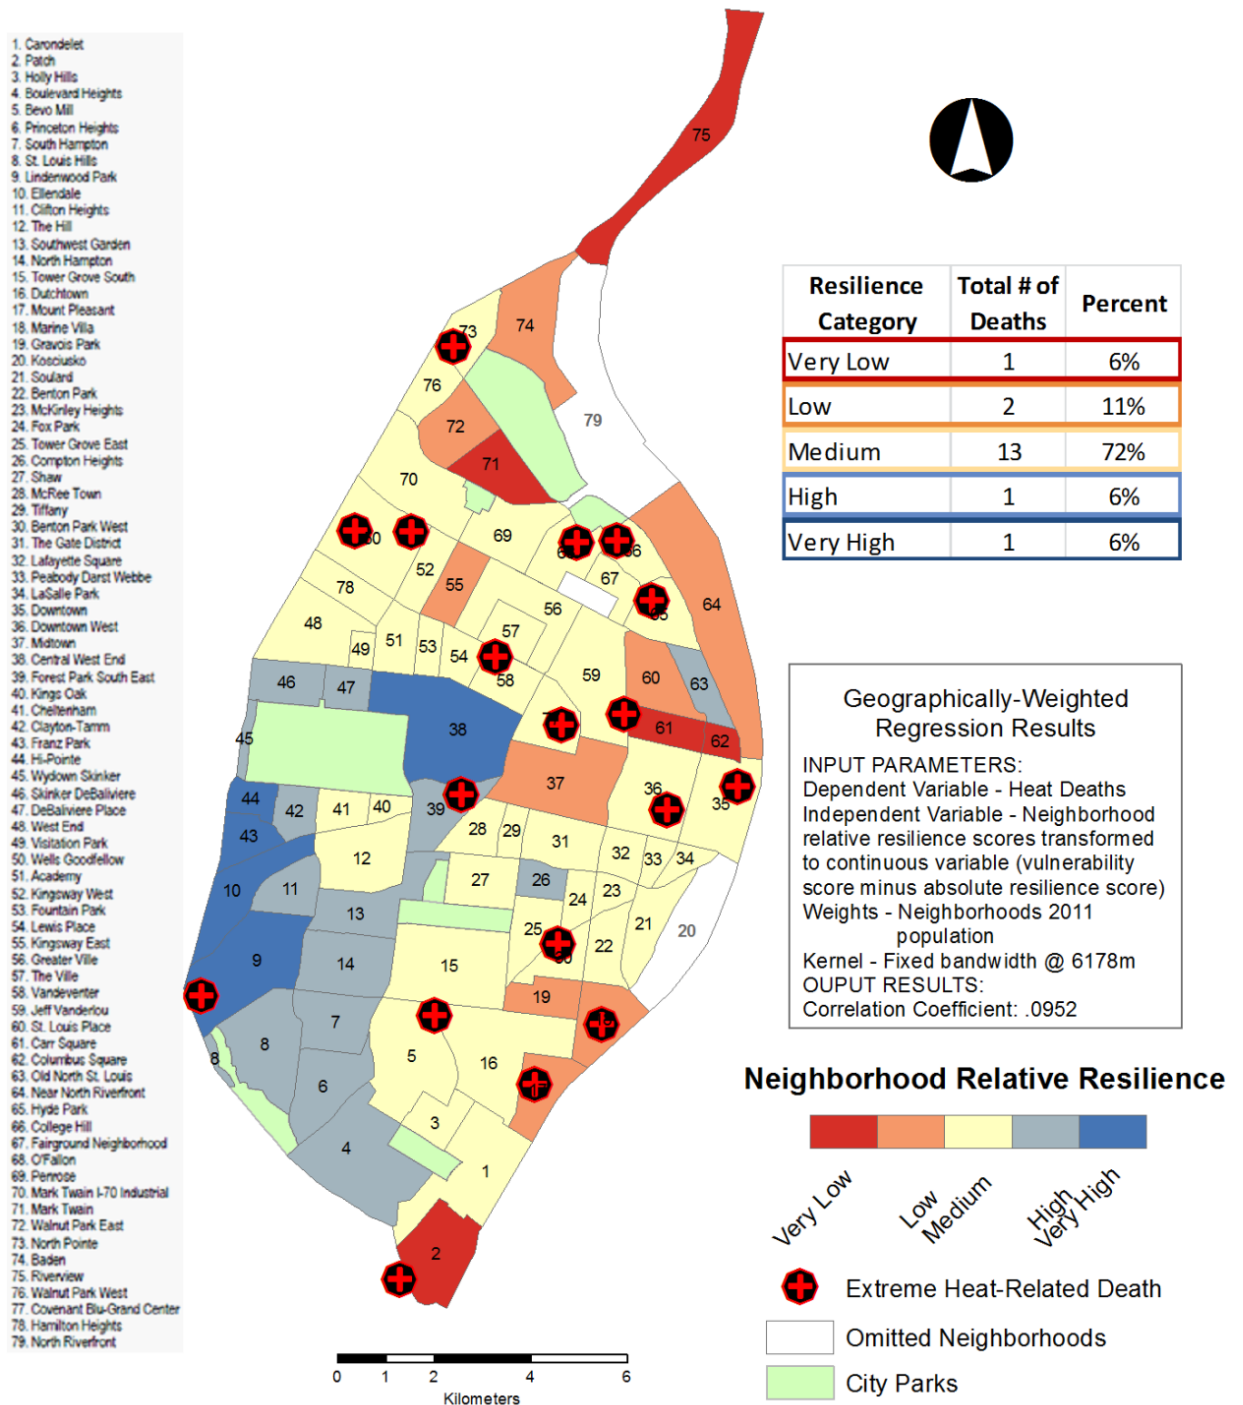 1. Carondelet
2. Patch
3. Holly Hills
4. Boulevard Heights
5. Bevo Mill
6. Princeton Heights
7. South Hampton
8. St. Louis Hills
9. Lindenwood Park
10. Ellendale
11. Clifton Heights
12. The Hill
13. Southwest Garden
14. North Hampton
15. Tower Grove South
16. Dutchtown
17. Mount Pleasant
18. Marine Villa
19. Gravois Park
20. Kosciusko
21. Soulard
22. Benton Park
23. McKinley Heights
24. Fox Park
25. Tower Grove East
26. Compton Heights
27. Shaw
28. McRee Town
29. Tiffany
30. Benton Park West
31. The Gate District
32. Lafayette Square
33. Peabody Darst Webbe
34. LaSalle Park
35. Downtown
36. Downtown West
37. Midtown
38. Central West End
39. Forest Park South East
40. Kings Oak
41. Cheltenham
42. Clayton-Tamm
43. Franz Park
44. Hi-Pointe
45. Wydown Skinker
46. Skinker DeBaliviere
47. DeBaliviere Place
48. West End
49. Visitation Park
50. Wells Goodfellow
51. Academy
52. Kingsway West
53. Fountain Park
54. Lewis Place
55. Kingsway East
56. Greater Ville
57. The Ville
58. Vandeventer
59. Jeff Vanderlou
60. St. Louis Place
61. Carr Square
62. Columbus Square
63. Old North St. Louis
64. Near North Riverfront
65. Hyde Park
66. College Hill
67. Fairground Neighborhood
68. O'Fallon
69. Penrose
70. Mark Twain I-70 Industrial
71. Mark Twain
72. Walnut Park East
73. North Pointe
74. Baden
75. Riverview
76. Walnut Park West
77. Covenant Blu-Grand Center
78. Hamilton Heights
79. North Riverfront
75
73
74
76
79
72
71
70
69
52
55
67
78
56
64
48
57
49
51
53
54
58
59
60
63
46
47
38
61
62
45
37
36
35
44
42
41
40
39
43
28
29
31
32
33
34
12
10
11
27
26
24
23
13
25
21
20
22
9
14
15
19
7
8
8
5
16
6
3
4
1
2
Resilience Category
Total # of Deaths
Percent
Very Low 1 6%
Low 2 11%
Medium 13 72%
High 1 6%
Very High 1 6%
Geographically-Weighted
Regression Results
INPUT PARAMETERS:
Dependent Variable - Heat Deaths
Independent Variable - Neighborhood
relative resilience scores transformed
to continuous variable (vulnerability
score minus absolute resilience score)
Weights - Neighborhoods 2011
population
Kernel - Fixed bandwidth @ 6178m
OUPUT RESULTS:
Correlation Coefficient: .0952
Neighborhood Relative Resilience
Very Low
Low
Medium
High
Very High
Extreme Heat-Related Death
Omitted Neighborhoods
City Parks
0 1 2 4 6
Kilometers